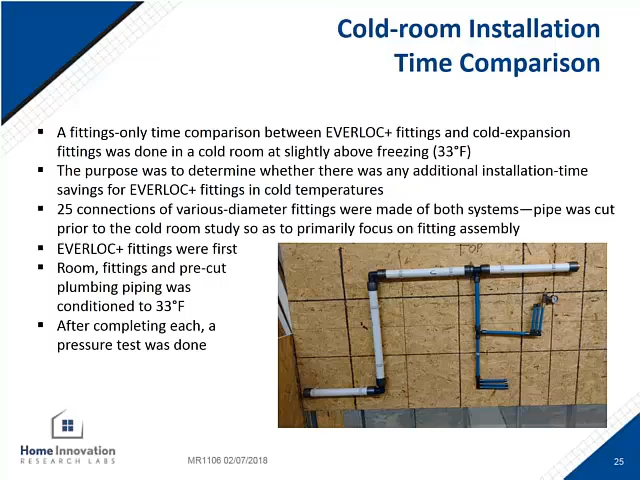 Cold-room Installation
Time Comparison
▪ A fittings-only time comparison between EVERLOC+ fittings and cold-expansion
fittings was done in a cold room at slightly above freezing (33°F)
▪ The purpose was to determine whether there was any additional installation-time
savings for EVERLOC+ fittings in cold temperatures
▪ 25 connections of various-diameter fittings were made of both systems—pipe was cut
prior to the cold room study so as to primarily focus on fitting assembly
▪ EVERLOC+ fittings were first
▪ Room, fittings and pre-cut
plumbing piping was
conditioned to 33°F
▪ After completing each, a
pressure test was done
Home Innovation
RESEARCH LABS
MR1106 02/07/2018
25